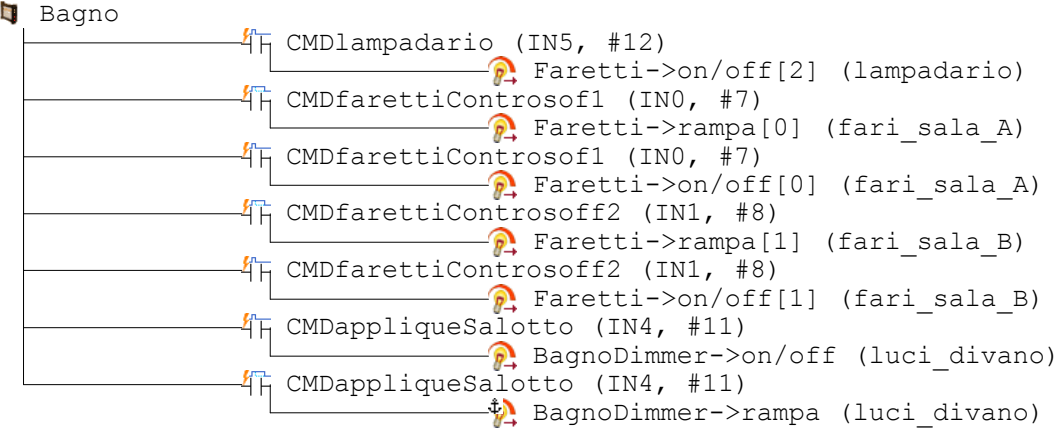 Bagno
CMDlampadario (IN5, #12)
Faretti->on/off[2] (lampadario)
CMDfarettiControsof1 (IN0, #7)
Faretti->rampa[0] (fari_sala_A)
CMDfarettiControsof1 (IN0, #7)
Faretti->on/off[0] (fari_sala_A)
CMDfarettiControsoff2 (IN1, #8)
Faretti->rampa[1] (fari_sala_B)
CMDfarettiControsoff2 (IN1, #8)
Faretti->on/off[1] (fari_sala_B)
CMDappliqueSalotto (IN4, #11)
BagnoDimmer->on/off (luci_divano)
CMDappliqueSalotto (IN4, #11)
BagnoDimmer->rampa (luci_divano)